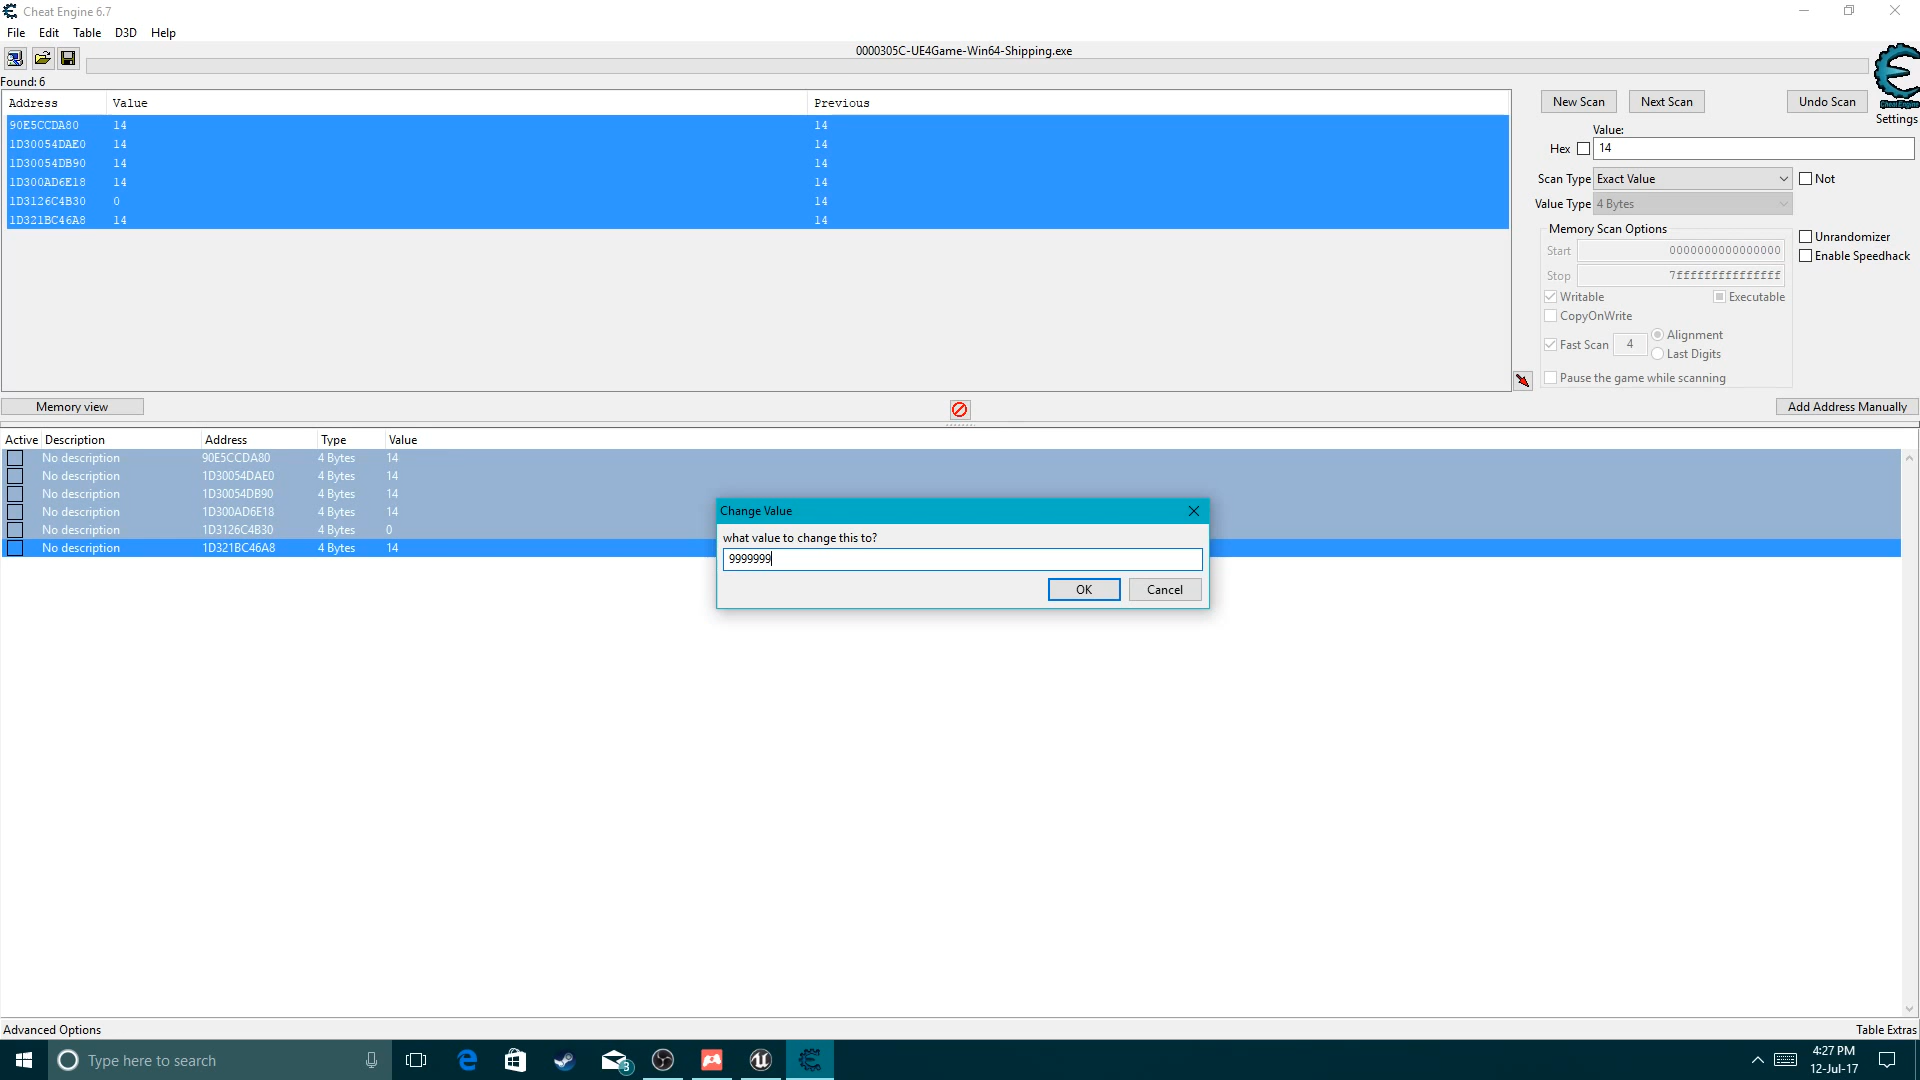 Cheat Engine 6.7
File Edit Table D3D Help
0000305C-UE4Game-Win64-Shipping.exe
Found: 6
Address Value Previous
90E5CCDA80 14 14
1D30054DAE0 14 14
1D30054DB90 14 14
1D300AD6E18 14 14
1D3126C4B30 0 14
1D321BC46A8 14 14
New Scan Next Scan Undo Scan
Cheat Engine
Settings
Value:
Hex 14
Scan Type Exact Value Not
Value Type 4 Bytes
Memory Scan Options
Unrandomizer
Start 0000000000000000
Enable Speedhack
Stop 7fffffffffffffff
Writable Executable
CopyOnWrite
Fast Scan 4 Alignment
Last Digits
Pause the game while scanning
Memory view Add Address Manually
Active Description Address Type Value
No description 90E5CCDA80 4 Bytes 14
No description 1D30054DAE0 4 Bytes 14
No description 1D30054DB90 4 Bytes 14
No description 1D300AD6E18 4 Bytes 14
No description 1D3126C4B30 4 Bytes 0
No description 1D321BC46A8 4 Bytes 14
Change Value
what value to change this to?
9999999
OK Cancel
Advanced Options Table Extras
Type here to search
3
4:27 PM
12-Jul-17